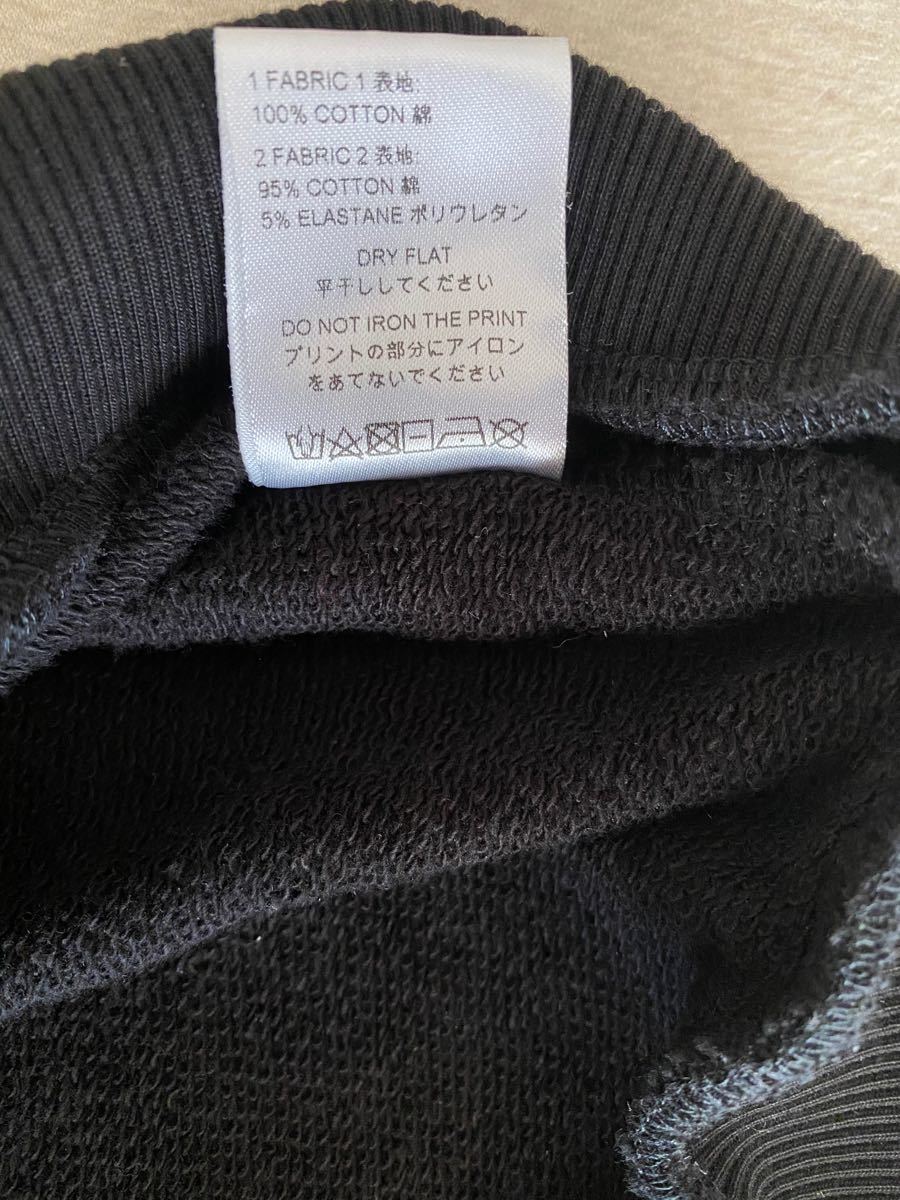 1 FABRIC 1 表地:
100% COTTON 綿
2 FABRIC 2 表地:
95% COTTON 綿
5% ELASTANE ポリウレタン
DRY FLAT
平干ししてください
DO NOT IRON THE PRINT
プリントの部分にアイロン
をあてないでください